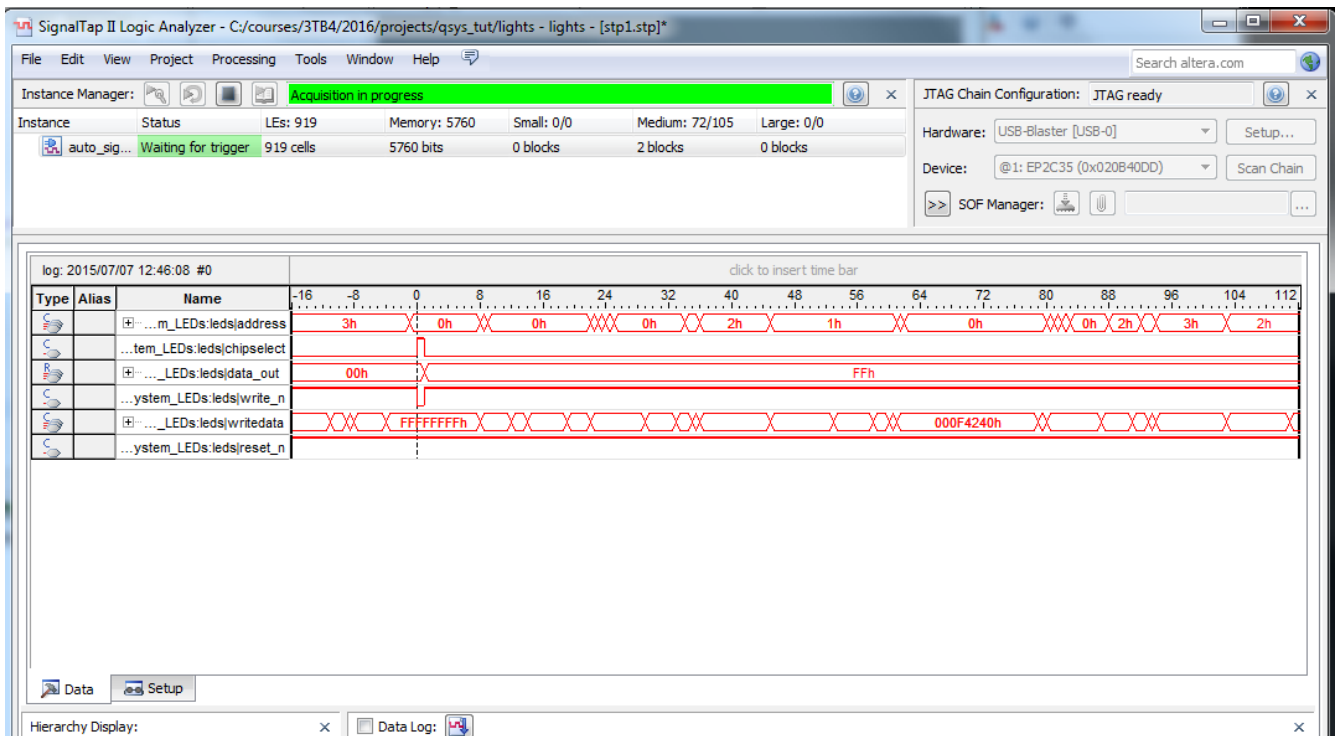 SignalTap II Logic Analyzer - C:/courses/3TB4/2016/projects/qsys_tut/lights - lights - [stp1.stp]*
File Edit View Project Processing Tools Window Help Search altera.com
Instance Manager: Acquisition in progress
Instance Status LEs: 919 Memory: 5760 Small: 0/0 Medium: 72/105 Large: 0/0
auto_sig... Waiting for trigger 919 cells 5760 bits 0 blocks 2 blocks 0 blocks
JTAG Chain Configuration: JTAG ready
Hardware: USB-Blaster [USB-0] Setup...
Device: @1: EP2C35 (0x020B40DD) Scan Chain
>> SOF Manager: ...
log: 2015/07/07 12:46:08 #0 click to insert time bar
Type Alias Name -16 -8 0 8 16 24 32 40 48 56 64 72 80 88 96 104 112
...m_LEDs:leds|address 3h 0h 0h 0h 2h 1h 0h 0h 2h 3h 2h
...tem_LEDs:leds|chipselect
..._LEDs:leds|data_out 00h FFh
...ystem_LEDs:leds|write_n
..._LEDs:leds|writedata FFFFFFFFh 000F4240h
...ystem_LEDs:leds|reset_n
Data Setup
Hierarchy Display: Data Log: